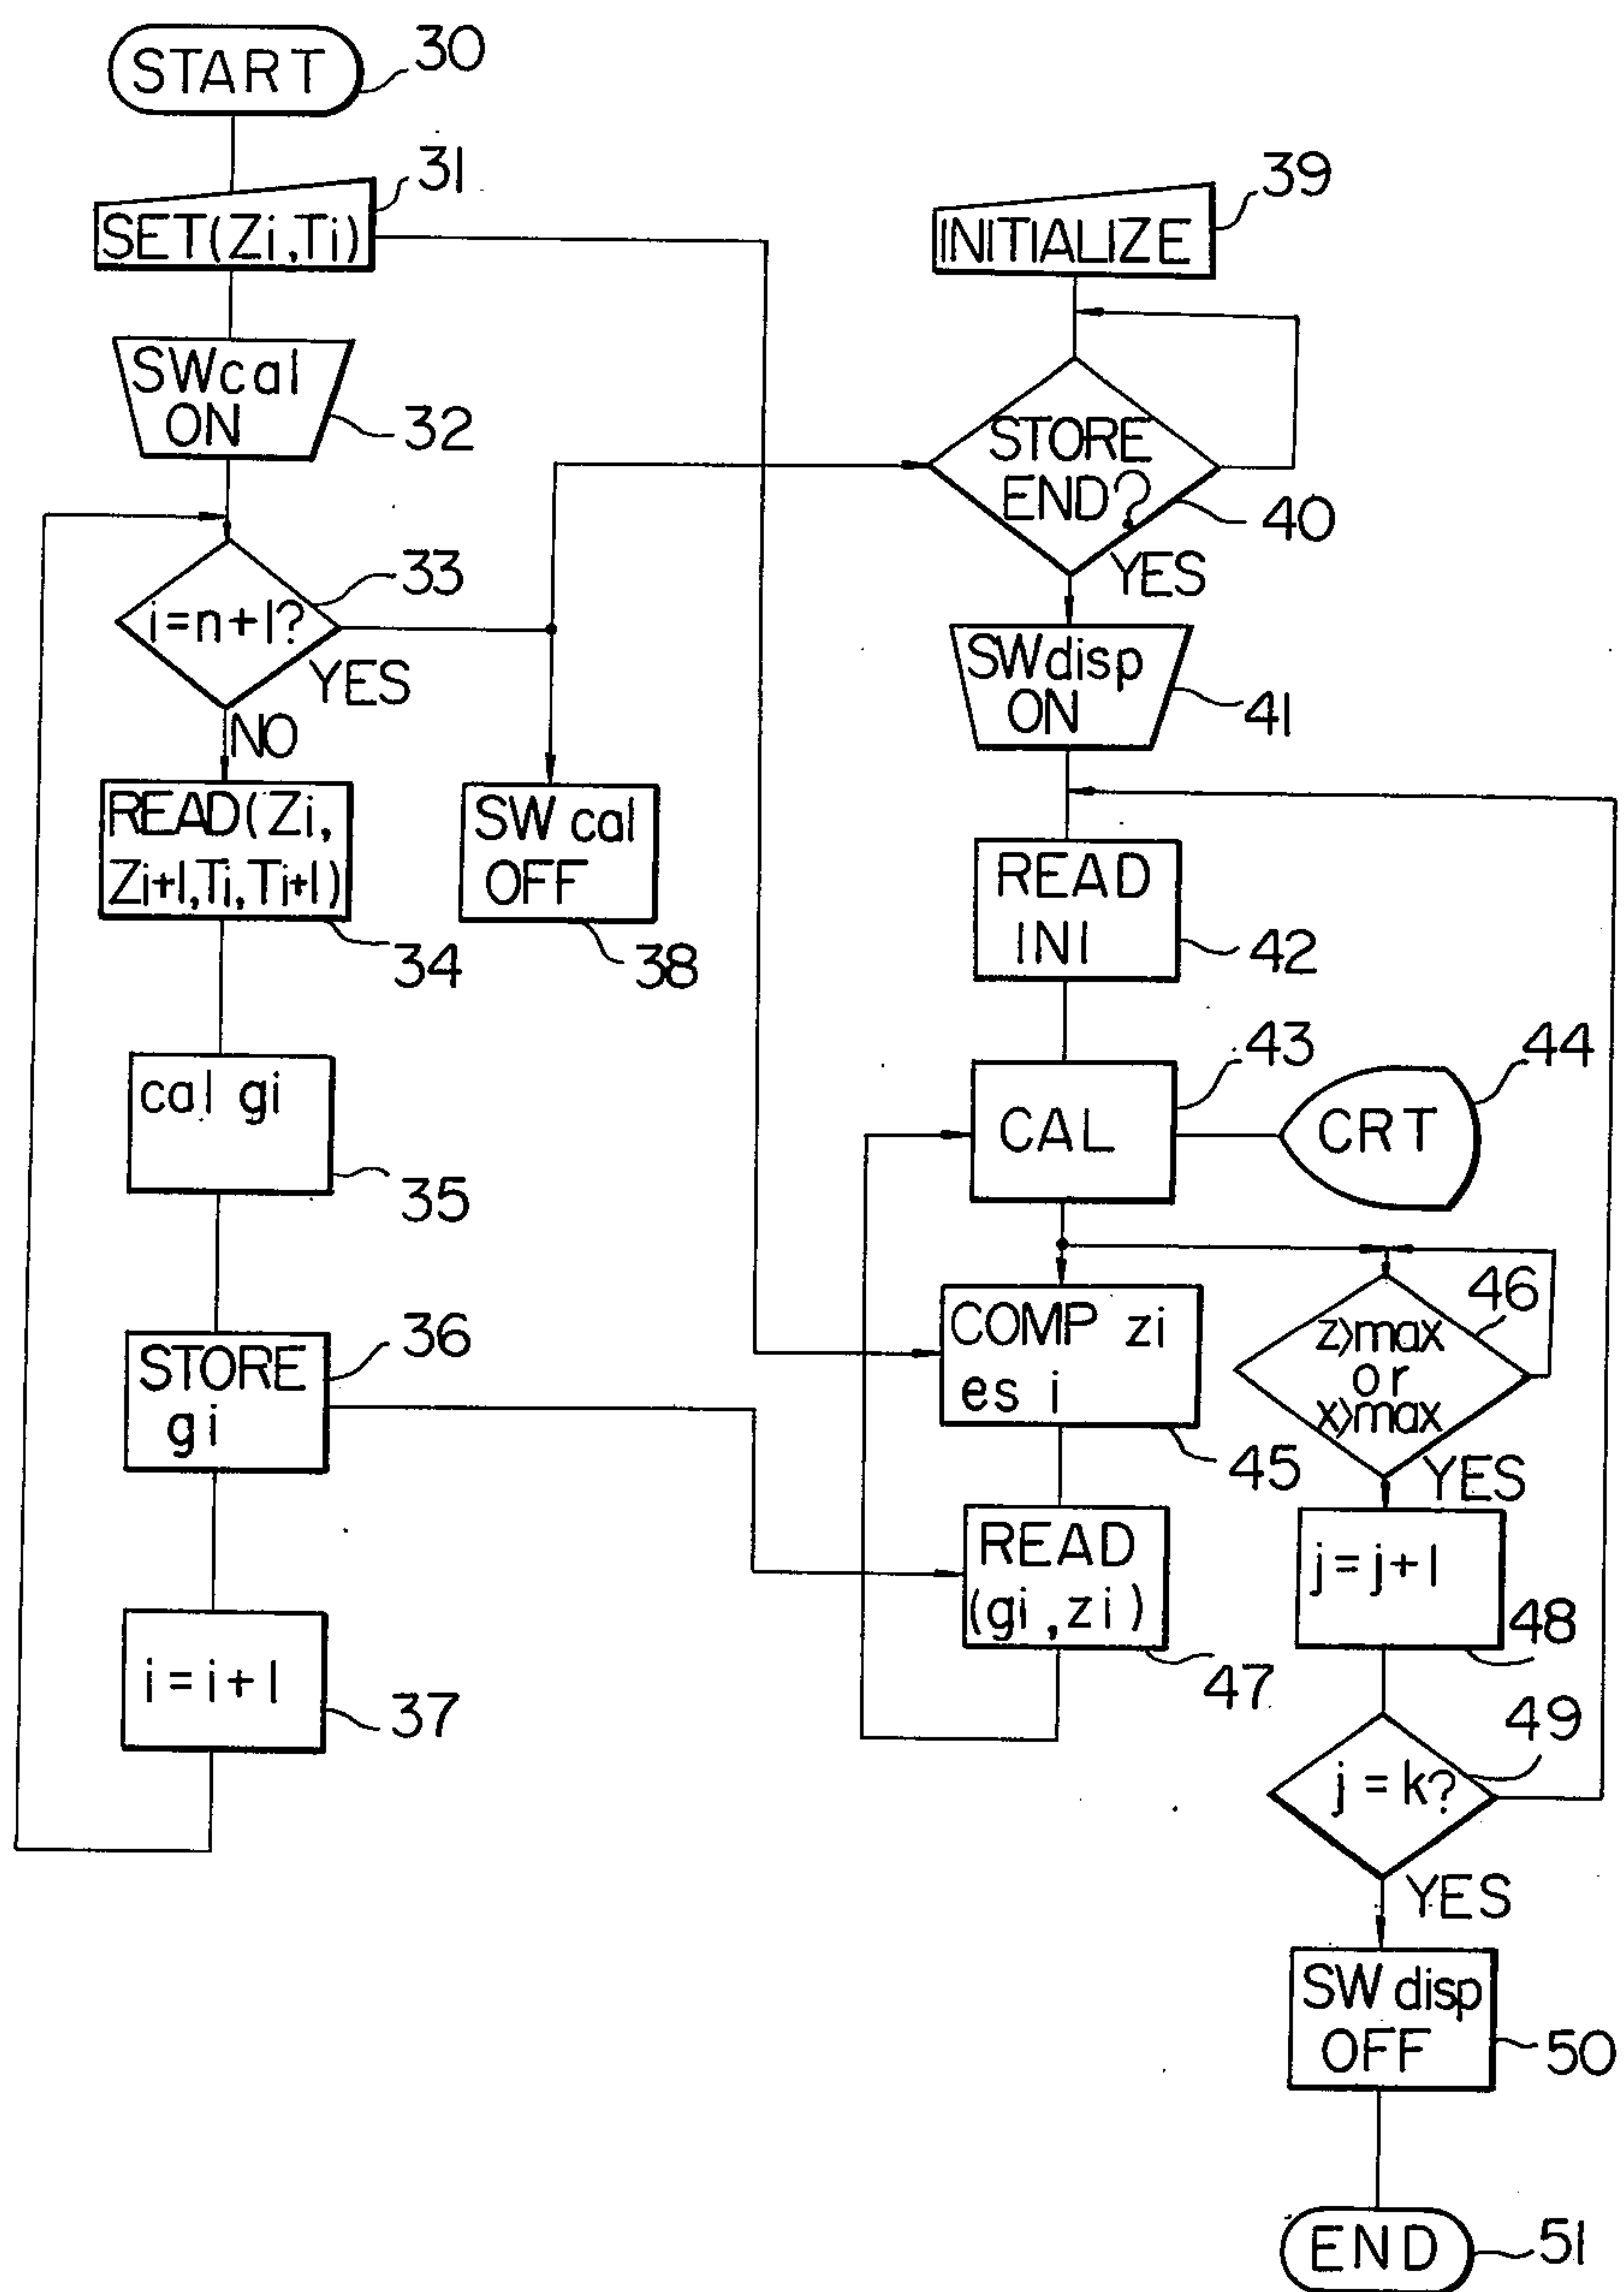 START
30
SET(Zi,Ti)
31
SWcal
ON
32
i=n+1?
33
YES
NO
READ(Zi,
Zi+1,Ti,Ti+1)
34
SW cal
OFF
38
cal gi
35
STORE
gi
36
i=i+1
37
INITIALIZE
39
STORE
END?
40
YES
SWdisp
ON
41
READ
INI
42
CAL
43
CRT
44
COMP zi
es i
45
z>max
or
x>max
46
YES
READ
(gi,zi)
47
j=j+1
48
j=k?
49
YES
SW disp
OFF
50
END
51